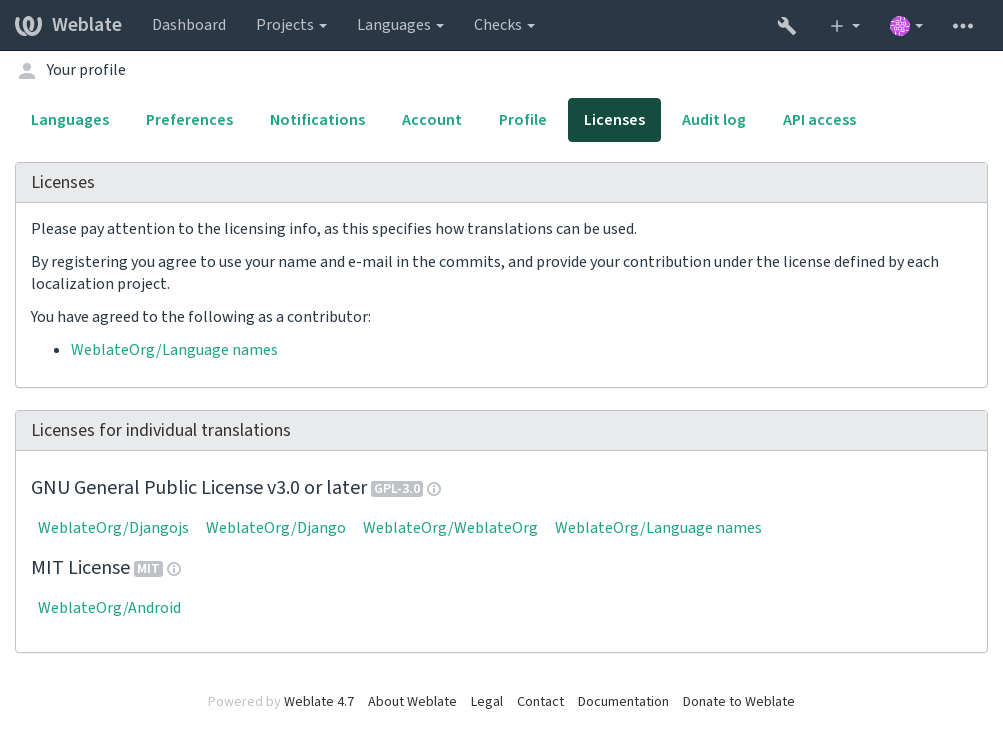 Weblate Dashboard Projects Languages Checks
Your profile
Languages Preferences Notifications Account Profile Licenses Audit log API access
Licenses
Please pay attention to the licensing info, as this specifies how translations can be used.
By registering you agree to use your name and e-mail in the commits, and provide your contribution under the license defined by each
localization project.
You have agreed to the following as a contributor:
WeblateOrg/Language names
Licenses for individual translations
GNU General Public License v3.0 or later GPL-3.0
WeblateOrg/Djangojs WeblateOrg/Django WeblateOrg/WeblateOrg WeblateOrg/Language names
MIT License MIT
WeblateOrg/Android
Powered by Weblate 4.7 About Weblate Legal Contact Documentation Donate to Weblate